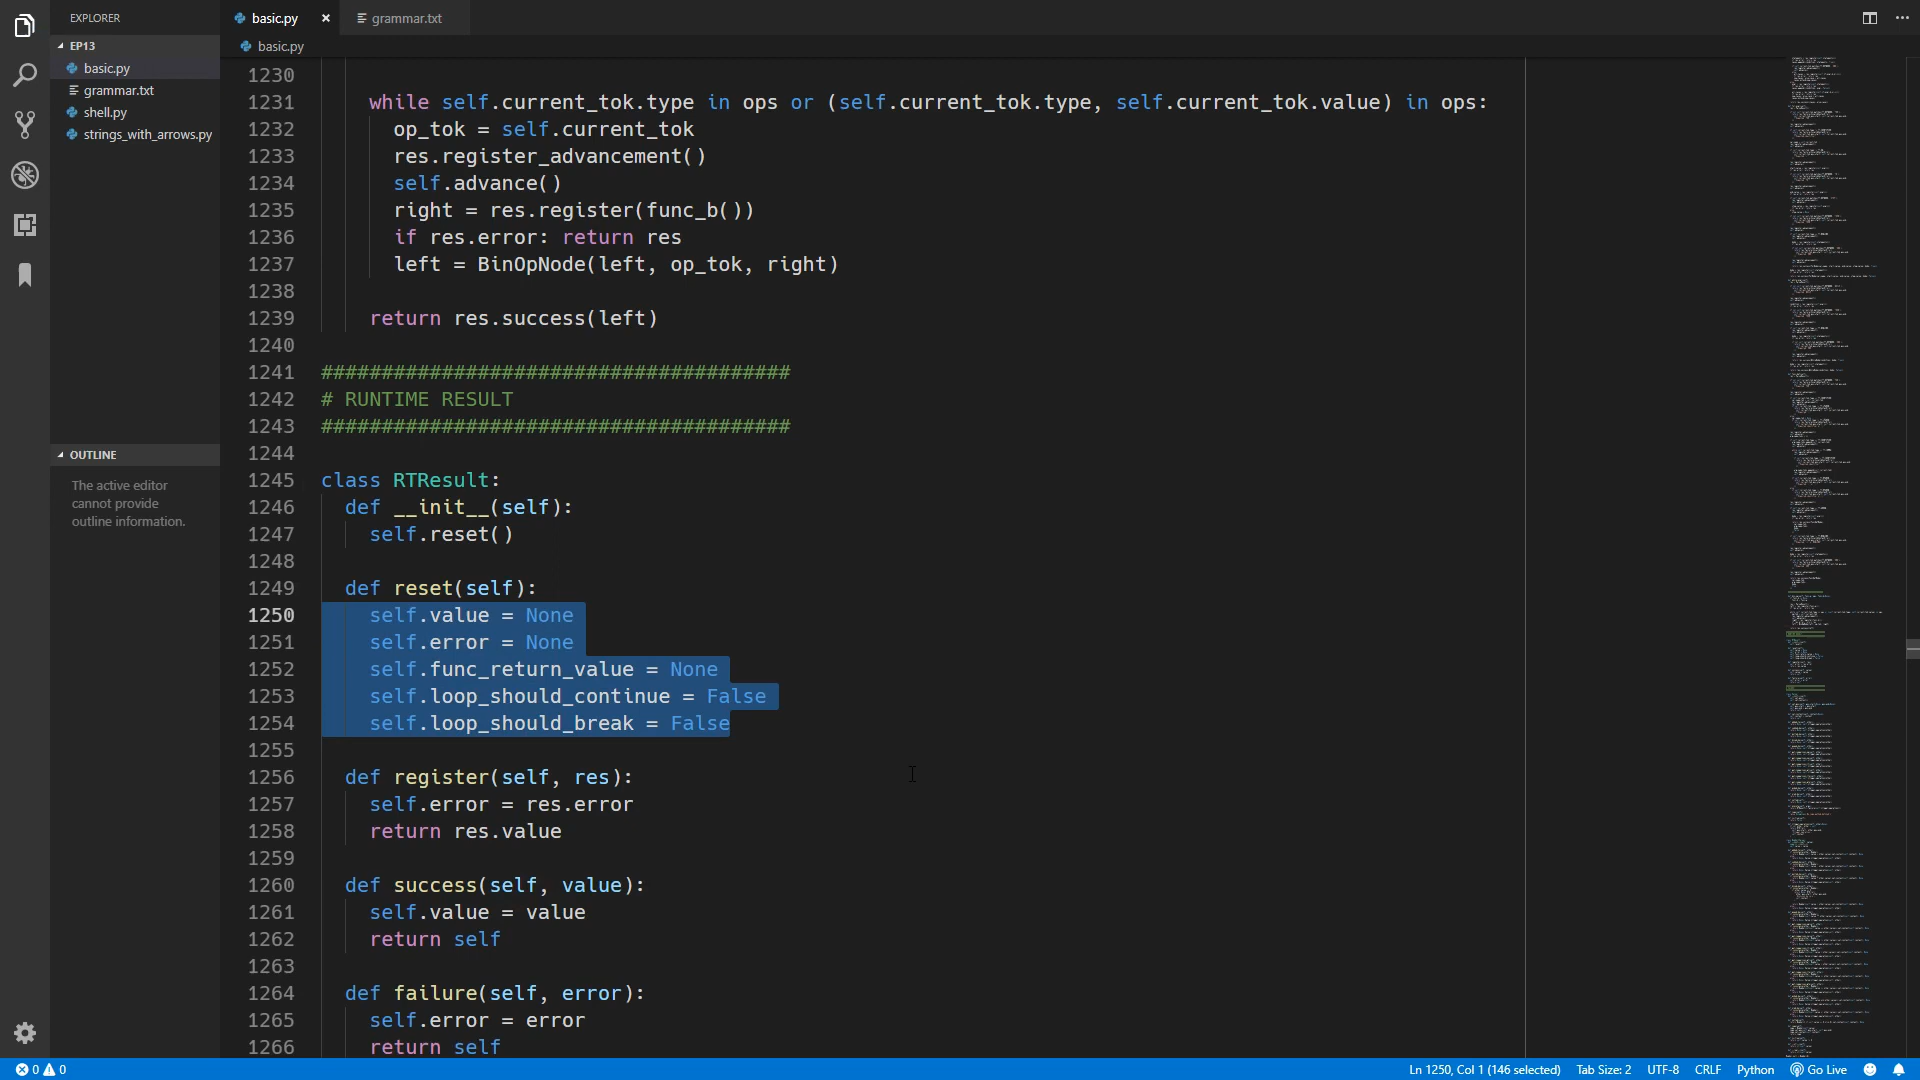 EXPLORER
basic.py ×
grammar.txt
EP13
basic.py
basic.py
grammar.txt
shell.py
strings_with_arrows.py
OUTLINE
The active editor
cannot provide
outline information.
1230
1231 while self.current_tok.type in ops or (self.current_tok.type, self.current_tok.value) in ops:
1232 op_tok = self.current_tok
1233 res.register_advancement()
1234 self.advance()
1235 right = res.register(func_b())
1236 if res.error: return res
1237 left = BinOpNode(left, op_tok, right)
1238
1239 return res.success(left)
1240
1241 #######################################
1242 # RUNTIME RESULT
1243 #######################################
1244
1245 class RTResult:
1246 def __init__(self):
1247 self.reset()
1248
1249 def reset(self):
1250 self.value = None
1251 self.error = None
1252 self.func_return_value = None
1253 self.loop_should_continue = False
1254 self.loop_should_break = False
1255
1256 def register(self, res):
1257 self.error = res.error
1258 return res.value
1259
1260 def success(self, value):
1261 self.value = value
1262 return self
1263
1264 def failure(self, error):
1265 self.error = error
1266 return self
0 0
Ln 1250, Col 1 (146 selected) Tab Size: 2 UTF-8 CRLF Python Go Live